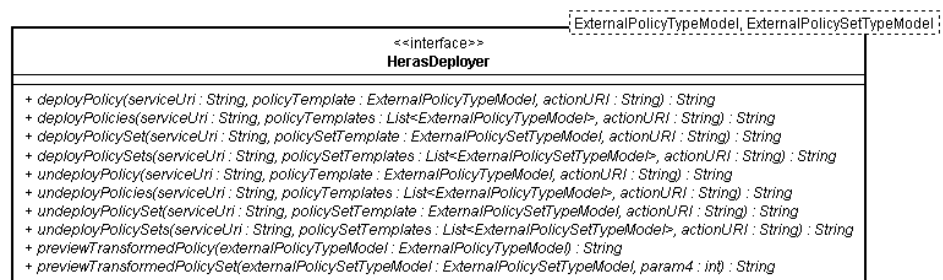 ExternalPolicyTypeModel, ExternalPolicySetTypeModel
<<interface>>
HerasDeployer
+ deployPolicy(serviceUri : String, policyTemplate : ExternalPolicyTypeModel, actionURI : String) : String
+ deployPolicies(serviceUri : String, policyTemplates : List<ExternalPolicyTypeModel>, actionURI : String) : String
+ deployPolicySet(serviceUri : String, policySetTemplate : ExternalPolicySetTypeModel, actionURI : String) : String
+ deployPolicySets(serviceUri : String, policySetTemplates : List<ExternalPolicySetTypeModel>, actionURI : String) : String
+ undeployPolicy(serviceUri : String, policyTemplate : ExternalPolicyTypeModel, actionURI : String) : String
+ undeployPolicies(serviceUri : String, policyTemplates : List<ExternalPolicyTypeModel>, actionURI : String) : String
+ undeployPolicySet(serviceUri : String, policySetTemplate : ExternalPolicySetTypeModel, actionURI : String) : String
+ undeployPolicySets(serviceUri : String, policySetTemplates : List<ExternalPolicySetTypeModel>, actionURI : String) : String
+ previewTransformedPolicy(externalPolicyTypeModel : ExternalPolicyTypeModel) : String
+ previewTransformedPolicySet(externalPolicySetTypeModel : ExternalPolicySetTypeModel, param4 : int) : String